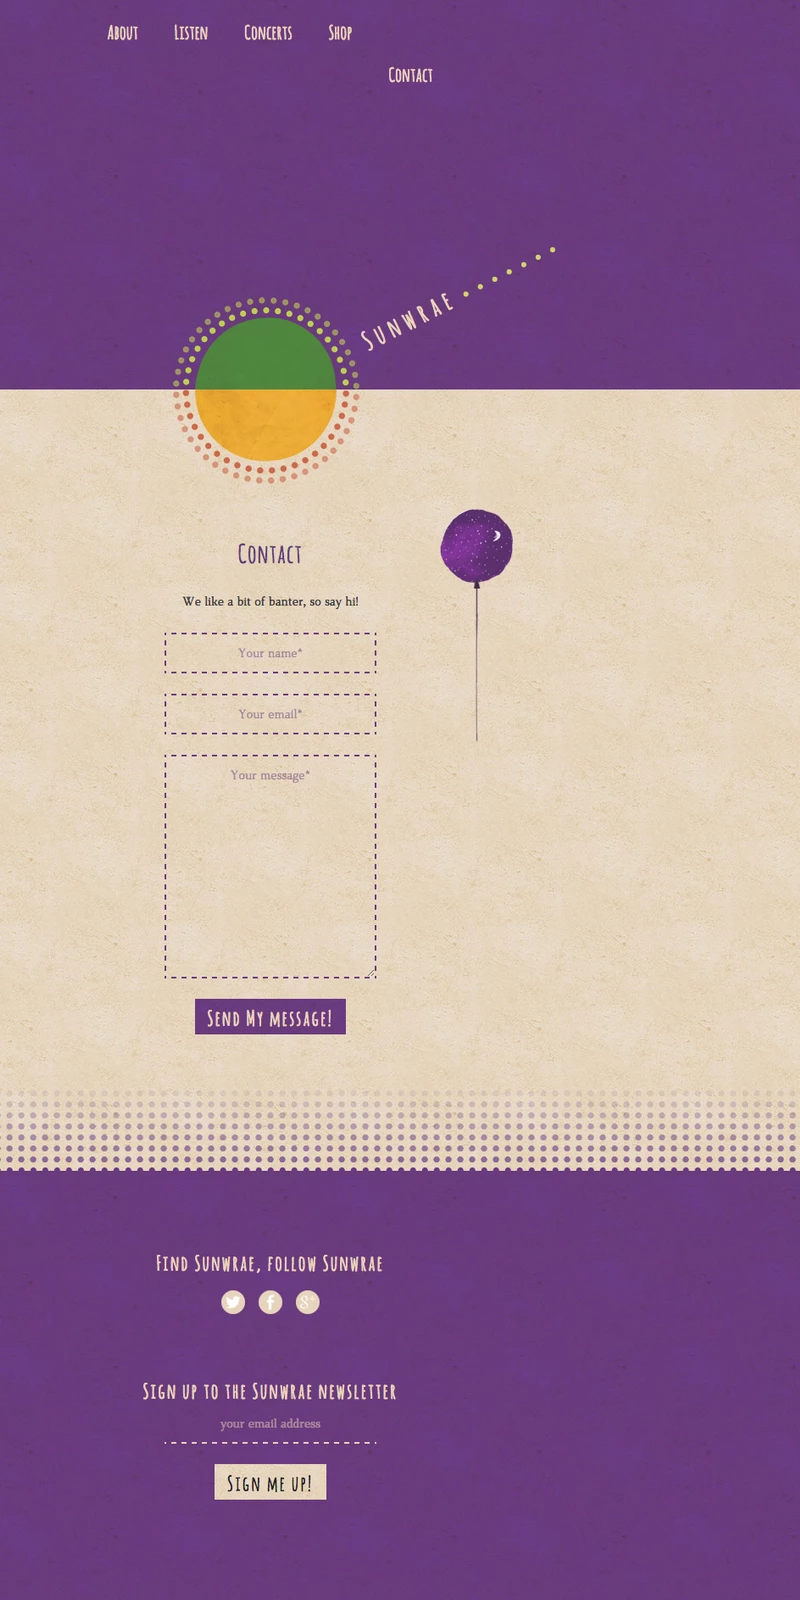 About Listen Concerts Shop
Contact
Sunwrae
Contact
We like a bit of banter, so say hi!
Your name*
Your email*
Your message*
Send My message!
Find Sunwrae, follow Sunwrae
g+
Sign up to the Sunwrae newsletter
your email address
Sign me up!